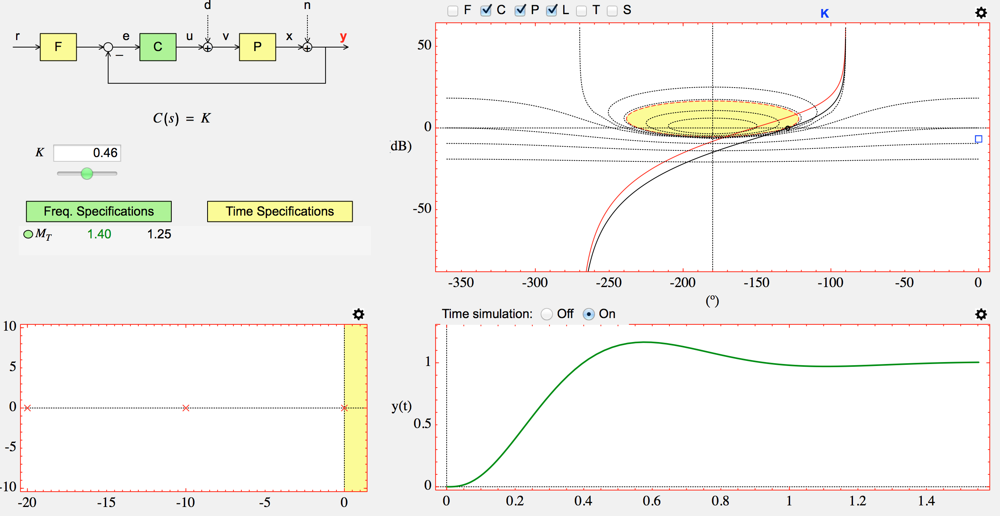 d n
r F e C u + v P x + y
−
C(s) = K
K 0.46
Freq. Specifications Time Specifications
M_T 1.40 1.25
F C P L T S K
50
0
(dB)
-50
-350 -300 -250 -200 -150 -100 -50 0
(º)
10
5
0
-5
-10
-20 -15 -10 -5 0
Time simulation: Off On
1
y(t)
0.5
0
0 0.2 0.4 0.6 0.8 1 1.2 1.4